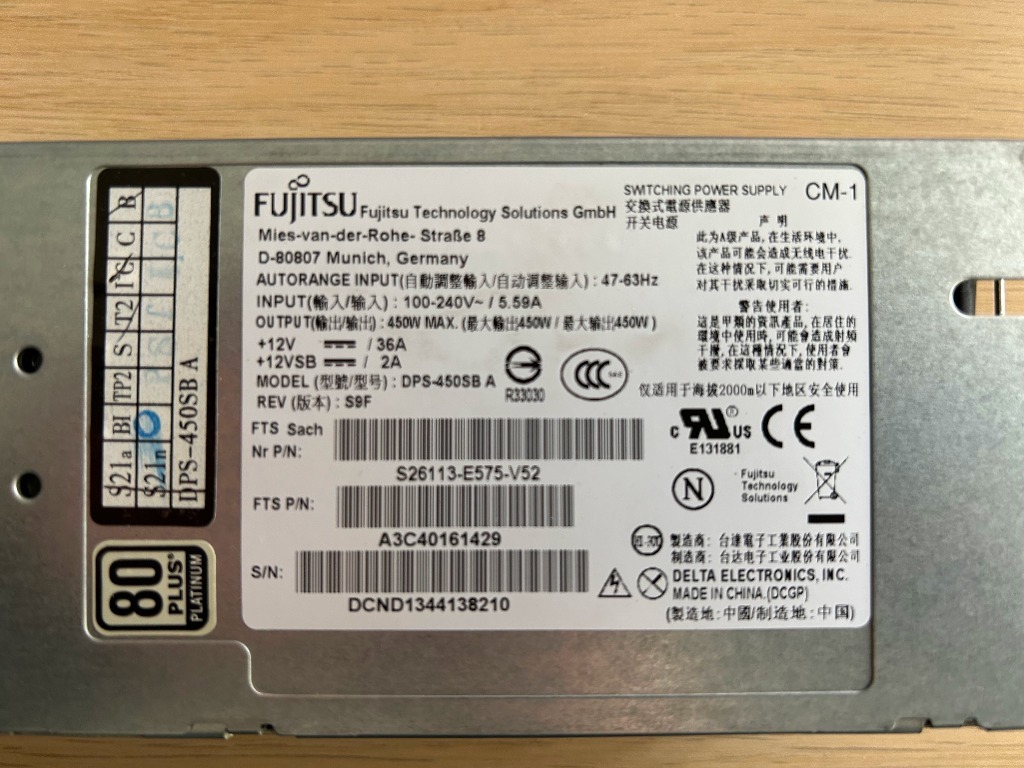 FUJITSU Fujitsu Technology Solutions GmbH
Mies-van-der-Rohe- Straße 8
D-80807 Munich, Germany
SWITCHING POWER SUPPLY CM-1
交換式電源供應器
开关电源
AUTORANGE INPUT(自動調整輸入/自动调整输入) : 47-63Hz
INPUT(輸入/输入) : 100-240V~ / 5.59A
OUTPUT(輸出/输出) : 450W MAX. (最大輸出450W / 最大输出450W )
+12V / 36A
+12VSB / 2A
MODEL (型號/型号) : DPS-450SB A
REV (版本) : S9F
R33030
声 明
此为A级产品, 在生活环境中,
该产品可能会造成无线电干扰.
在这种情况下, 可能需要用户
对其干扰采取切实可行的措施.
警告使用者:
這是甲類的資訊產品, 在居住的
環境中使用時, 可能會造成射頻
干擾, 在這種情況下, 使用者會
被要求採取某些適當的對策.
仅适用于海拔2000m以下地区安全使用
FTS Sach
Nr P/N:
S26113-E575-V52
FTS P/N:
A3C40161429
S/N:
DCND1344138210
c RU ® US
E131881
CE
N
Fujitsu
Technology
Solutions
製造商: 台達電子工業股份有限公司
制造商: 台达电子工业股份有限公司
DELTA ELECTRONICS, INC.
MADE IN CHINA.(DCGP)
(製造地: 中國/制造地: 中国)
S21a BI TP2 S T2 C B
S21n
DPS-450SB A
80
PLUS®
PLATINUM